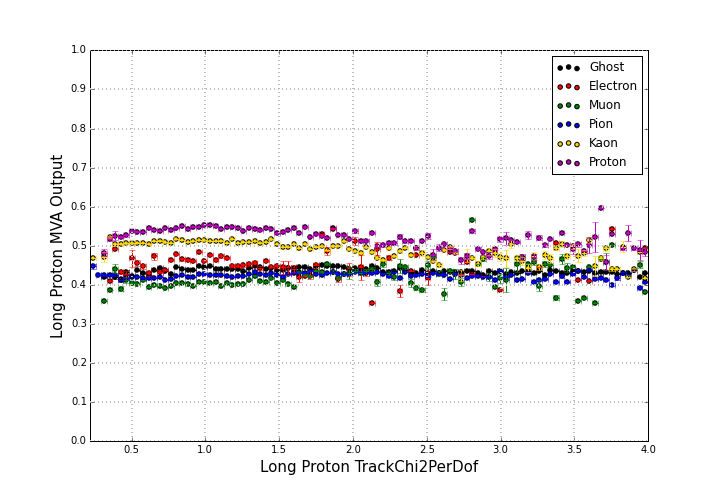 1.0
0.9
0.8
0.7
0.6
0.5
0.4
0.3
0.2
0.1
0.0
Long Proton MVA Output
Ghost
Electron
Muon
Pion
Kaon
Proton
0.5 1.0 1.5 2.0 2.5 3.0 3.5 4.0
Long Proton TrackChi2PerDof